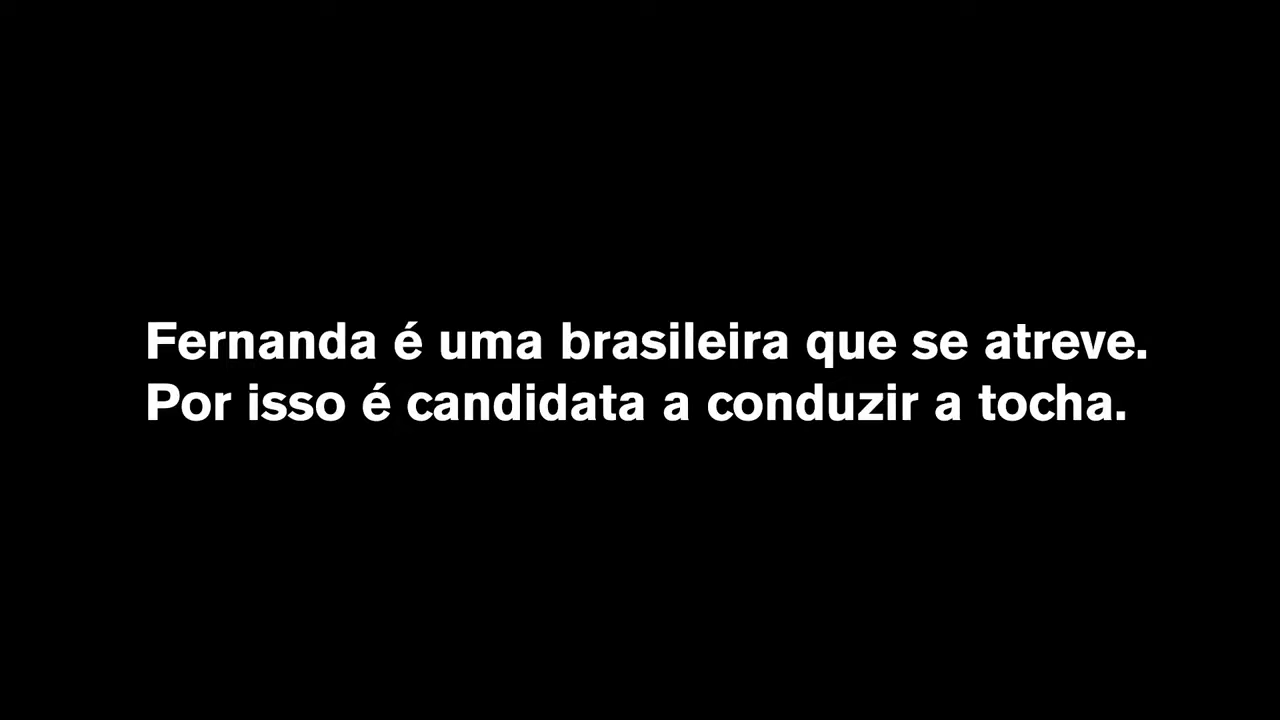 Fernanda é uma brasileira que se atreve.
Por isso é candidata a conduzir a tocha.